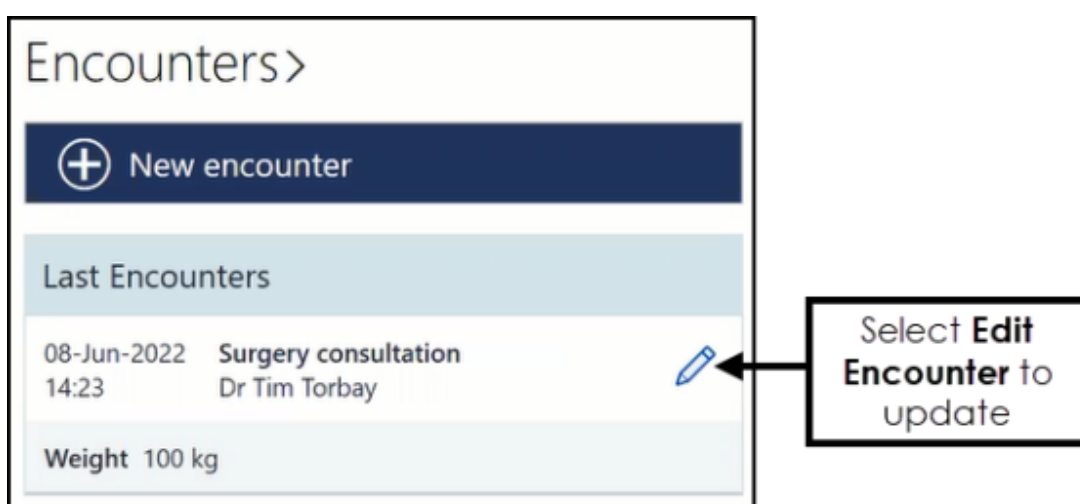 Encounters>
New encounter
Last Encounters
08-Jun-2022 Surgery consultation
14:23 Dr Tim Torbay
Weight 100 kg
Select Edit
Encounter to
update